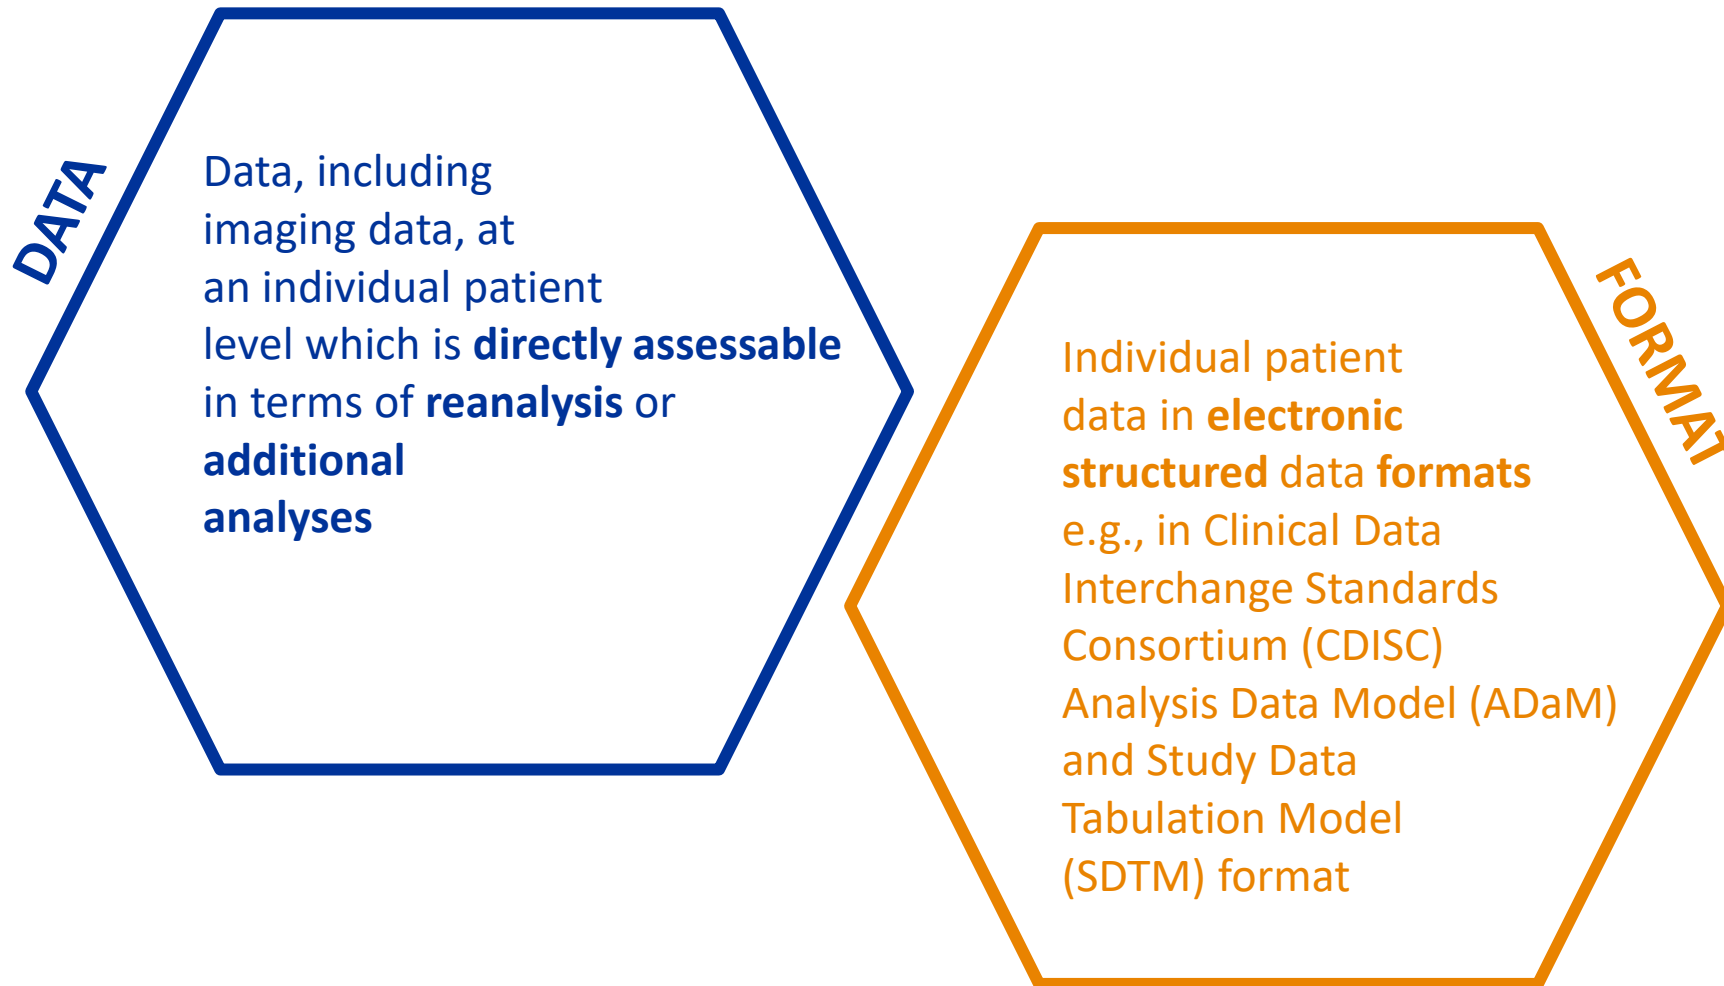 DATA
Data, including
imaging data, at
an individual patient
level which is directly assessable
in terms of reanalysis or
additional
analyses
FORMAT
Individual patient
data in electronic
structured data formats
e.g., in Clinical Data
Interchange Standards
Consortium (CDISC)
Analysis Data Model (ADaM)
and Study Data
Tabulation Model
(SDTM) format